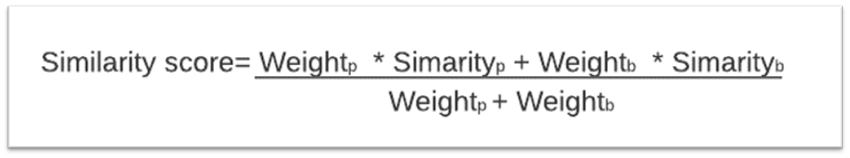 Similarity score= Weightp * Simarityp + Weightb * Simarityb
Weightp + Weightb